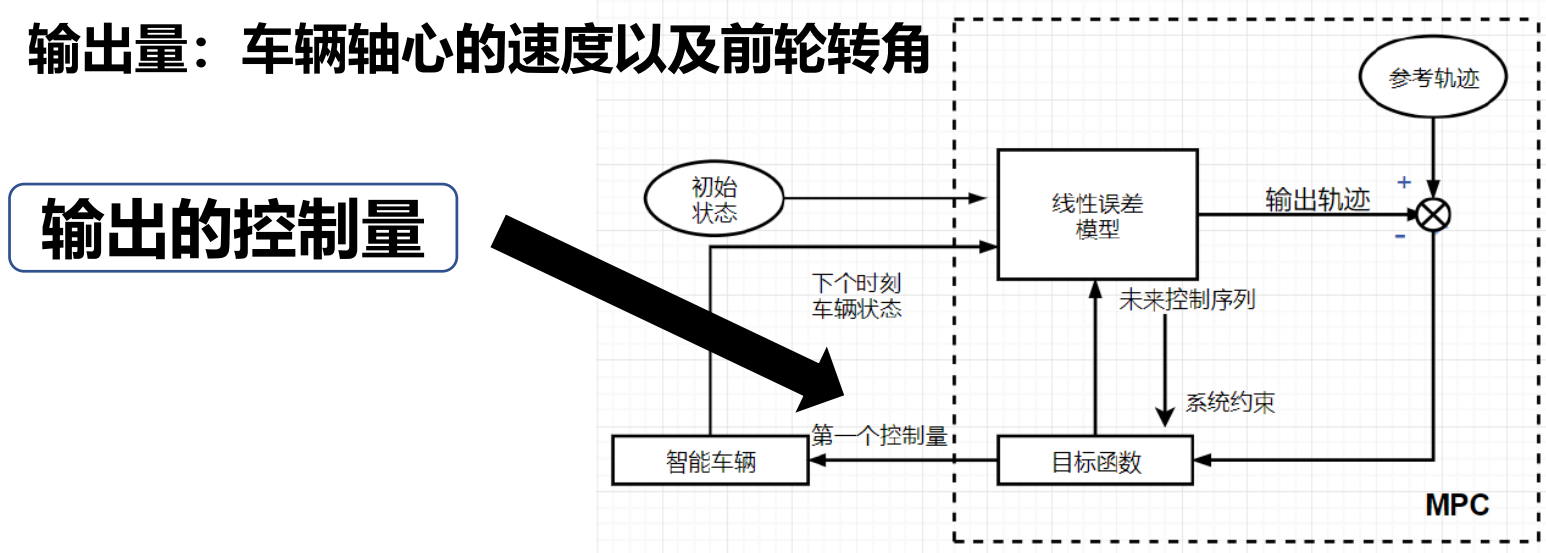 输出量：车辆轴心的速度以及前轮转角
参考轨迹
输出的控制量
初始
状态
线性误差
模型
输出轨迹
+
-
下个时刻
车辆状态
未来控制序列
系统约束
第一个控制量
智能车辆
目标函数
MPC